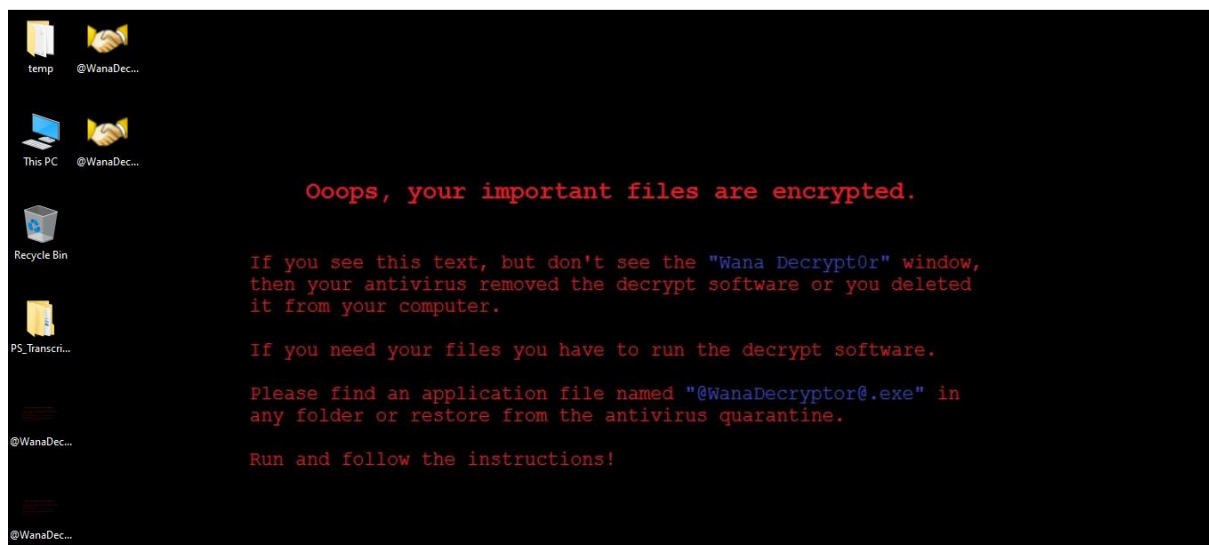 temp
@WanaDec...
This PC
@WanaDec...
Recycle Bin
PS_Transcri...
@WanaDec...
@WanaDec...
Ooops, your important files are encrypted.
If you see this text, but don't see the "Wana Decrypt0r" window,
then your antivirus removed the decrypt software or you deleted
it from your computer.
If you need your files you have to run the decrypt software.
Please find an application file named "@WanaDecryptor@.exe" in
any folder or restore from the antivirus quarantine.
Run and follow the instructions!